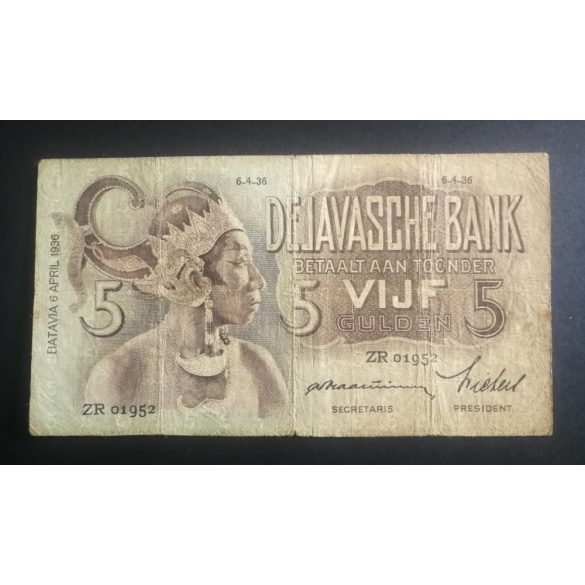 6-4-36
6-4-36
DE JAVASCHE BANK
BETAALT AAN TOONDER
VIJF
GULDEN
5
5
5
BATAVIA 6 APRIL 1936
ZR 01952
ZR 01952
SECRETARIS
PRESIDENT